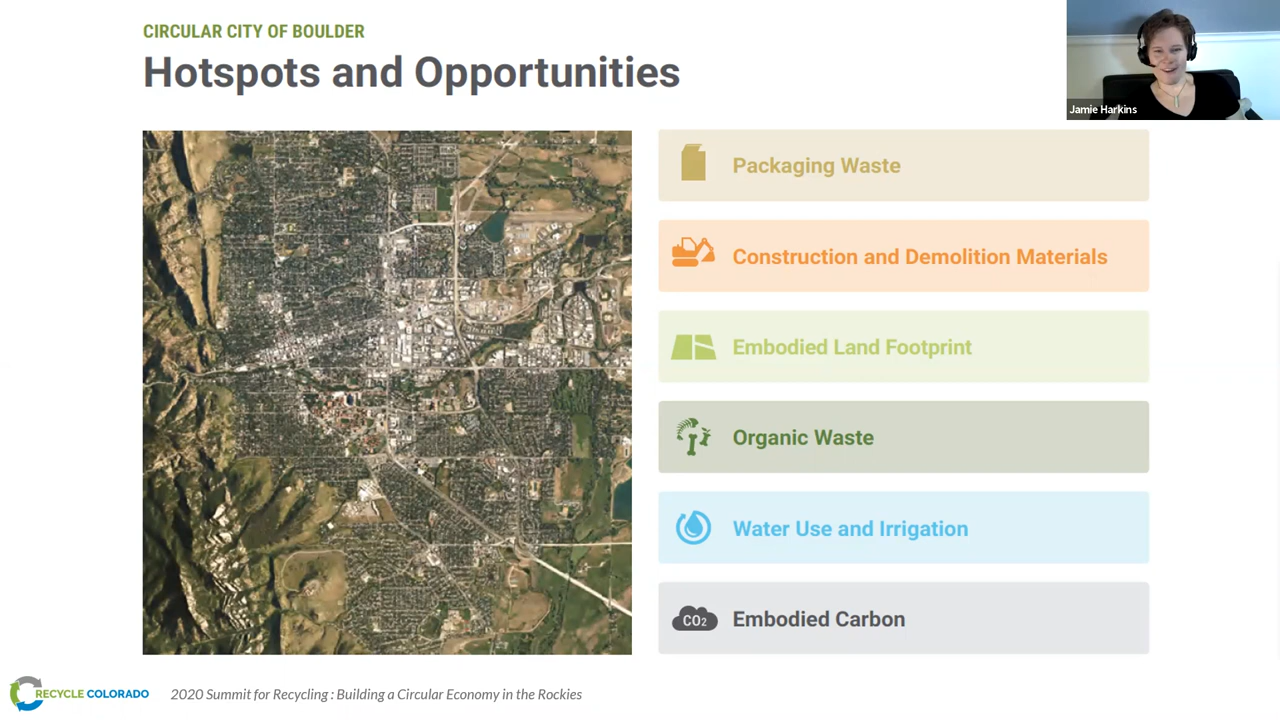 CIRCULAR CITY OF BOULDER
Hotspots and Opportunities
Jamie Harkins
Packaging Waste
Construction and Demolition Materials
Embodied Land Footprint
Organic Waste
Water Use and Irrigation
CO₂
Embodied Carbon
RECYCLE COLORADO
2020 Summit for Recycling : Building a Circular Economy in the Rockies